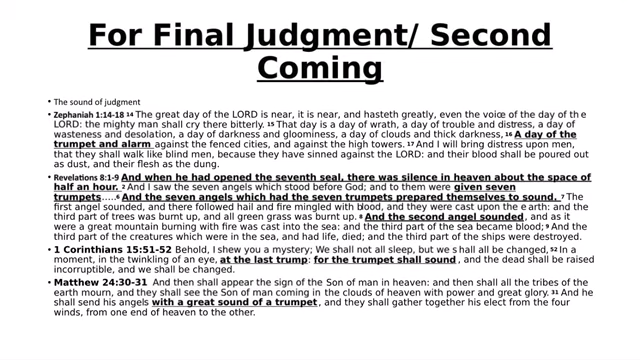 For Final Judgment/ Second
Coming
• The sound of judgment
• Zephaniah 1:14-18 14 The great day of the LORD is near, it is near, and hasteth greatly, even the voice of the day of the
LORD: the mighty man shall cry there bitterly. 15 That day is a day of wrath, a day of trouble and distress, a day of
wasteness and desolation, a day of darkness and gloominess, a day of clouds and thick darkness, 16 A day of the
trumpet and alarm against the fenced cities, and against the high towers. 17 And I will bring distress upon men,
that they shall walk like blind men, because they have sinned against the LORD: and their blood shall be poured out
as dust, and their flesh as the dung.
• Revelations 8:1-9 And when he had opened the seventh seal, there was silence in heaven about the space of
half an hour. 2 And I saw the seven angels which stood before God; and to them were given seven
trumpets…..6 And the seven angels which had the seven trumpets prepared themselves to sound. 7 The
first angel sounded, and there followed hail and fire mingled with blood, and they were cast upon the earth: and the
third part of trees was burnt up, and all green grass was burnt up. 8 And the second angel sounded, and as it
were a great mountain burning with fire was cast into the sea: and the third part of the sea became blood; 9 And the
third part of the creatures which were in the sea, and had life, died; and the third part of the ships were destroyed.
• 1 Corinthians 15:51-52 Behold, I shew you a mystery; We shall not all sleep, but we shall all be changed, 52 In a
moment, in the twinkling of an eye, at the last trump: for the trumpet shall sound, and the dead shall be raised
incorruptible, and we shall be changed.
• Matthew 24:30-31 And then shall appear the sign of the Son of man in heaven: and then shall all the tribes of the
earth mourn, and they shall see the Son of man coming in the clouds of heaven with power and great glory. 31 And he
shall send his angels with a great sound of a trumpet, and they shall gather together his elect from the four
winds, from one end of heaven to the other.